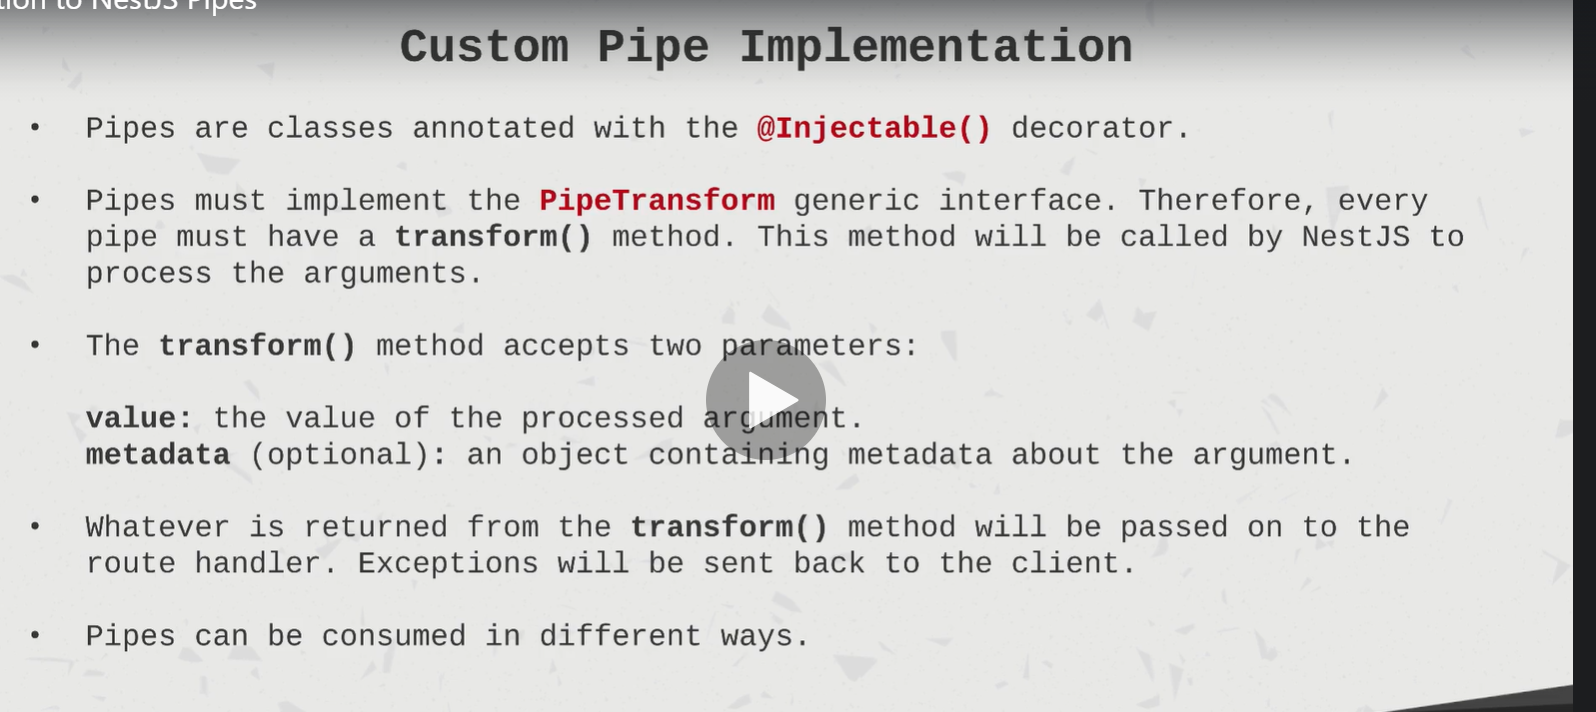 tion to NestJS Pipes
Custom Pipe Implementation
• Pipes are classes annotated with the @Injectable() decorator.
• Pipes must implement the PipeTransform generic interface. Therefore, every
pipe must have a transform() method. This method will be called by NestJS to
process the arguments.
• The transform() method accepts two parameters:
value: the value of the processed argument.
metadata (optional): an object containing metadata about the argument.
• Whatever is returned from the transform() method will be passed on to the
route handler. Exceptions will be sent back to the client.
• Pipes can be consumed in different ways.